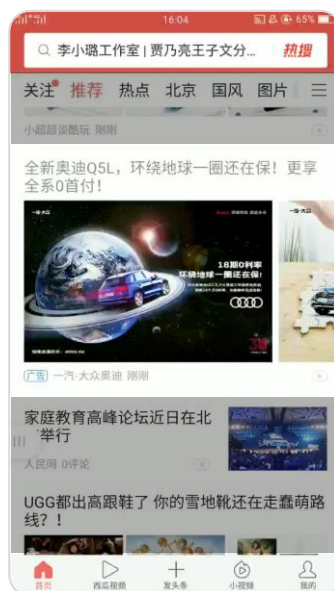 16:04
65%
李小璐工作室 | 贾乃亮王子文分...
热搜
关注 推荐 热点 北京 国风 图片
小超超谈酷玩 刚刚
全新奥迪Q5L，环绕地球一圈还在保！更享
全系0首付！
一汽-大众
18期0利率
环绕地球一圈还在保!
广告 一汽-大众奥迪 刚刚
家庭教育高峰论坛近日在北
举行
人民网 0评论
UGG都出高跟鞋了 你的雪地靴还在走蠢萌路
线？！
首页 西瓜视频 发头条 小视频 我的